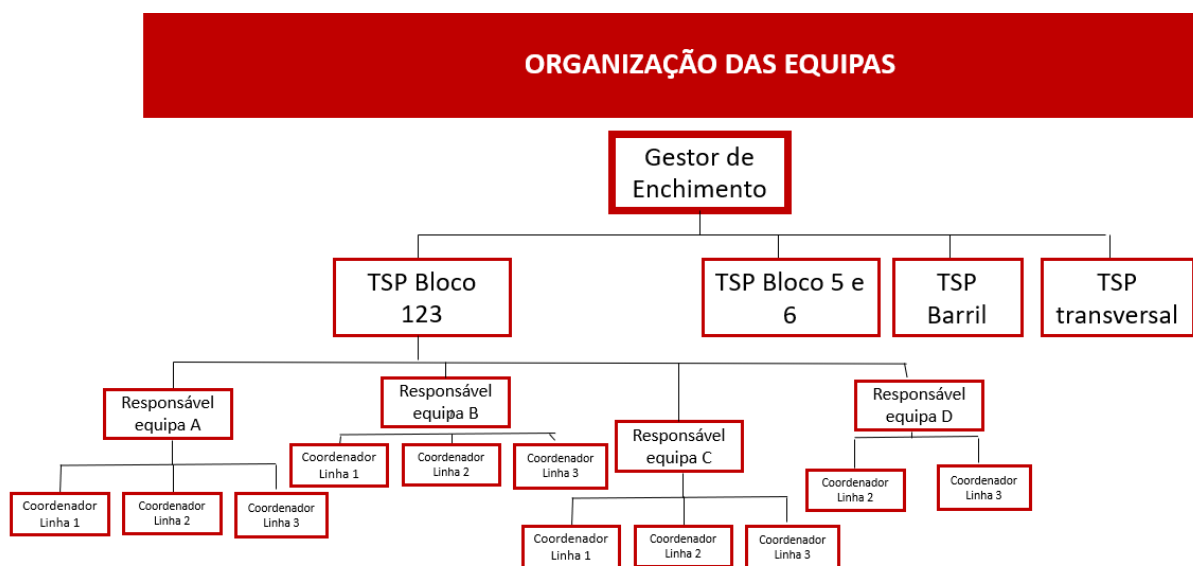 ORGANIZAÇÃO DAS EQUIPAS
Gestor de
Enchimento
TSP Bloco
123
TSP Bloco 5 e
6
TSP
Barril
TSP
transversal
Responsável
equipa A
Responsável
equipa B
Responsável
equipa C
Responsável
equipa D
Coordenador
Linha 1
Coordenador
Linha 2
Coordenador
Linha 3
Coordenador
Linha 1
Coordenador
Linha 2
Coordenador
Linha 3
Coordenador
Linha 1
Coordenador
Linha 2
Coordenador
Linha 3
Coordenador
Linha 2
Coordenador
Linha 3